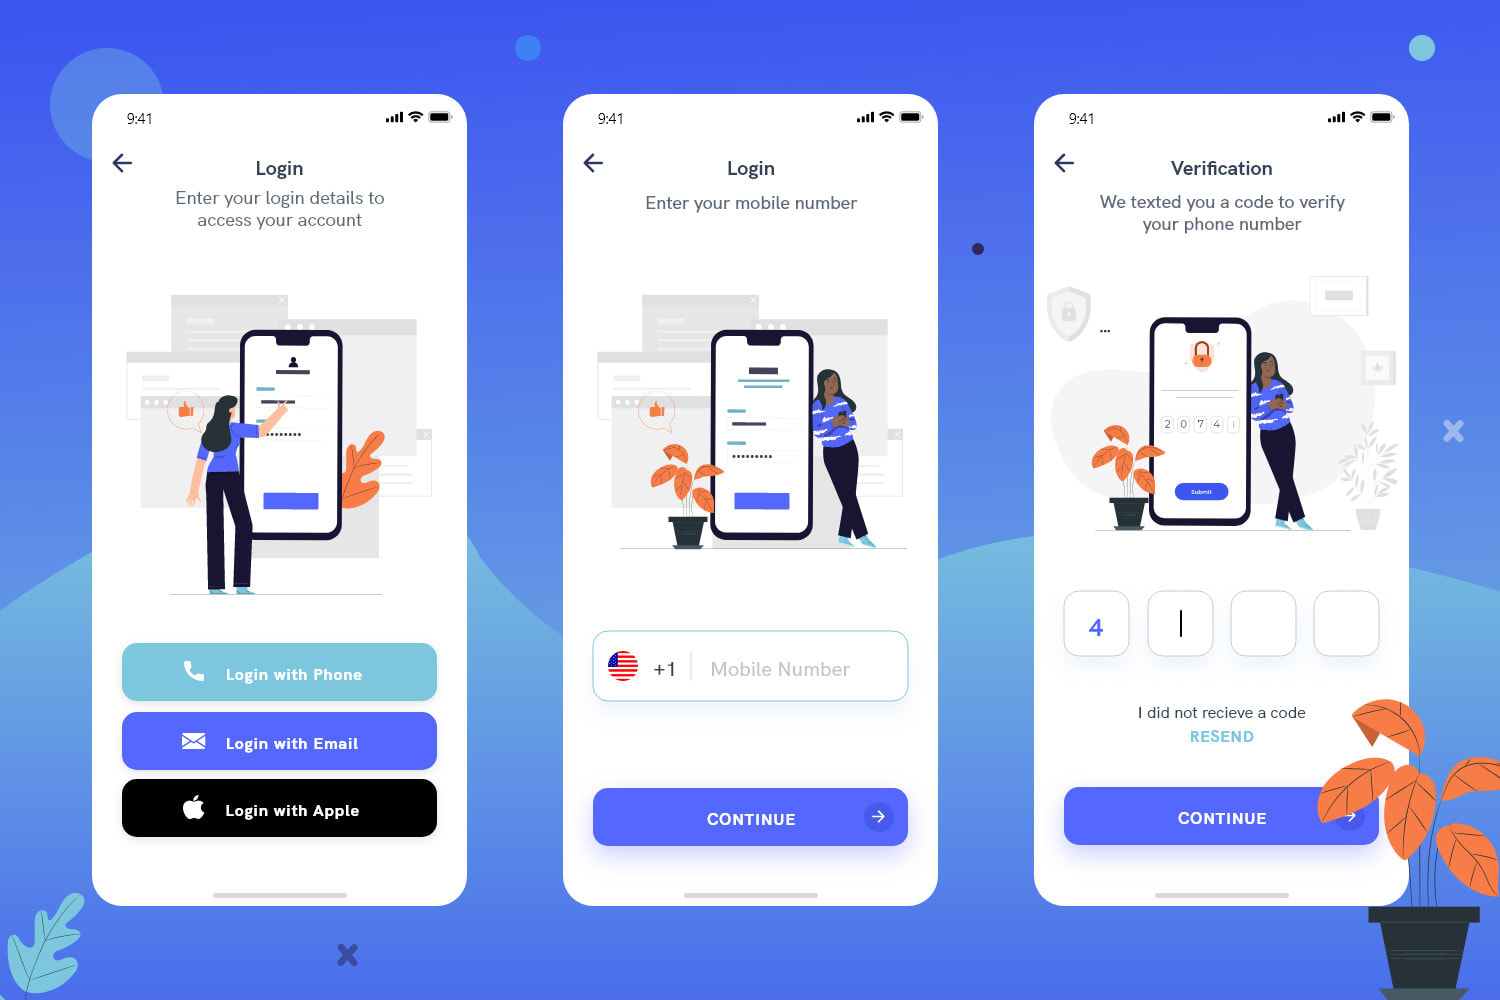 9:41
Login
Enter your login details to
access your account
Login with Phone
Login with Email
Login with Apple
9:41
Login
Enter your mobile number
+1 Mobile Number
CONTINUE
9:41
Verification
We texted you a code to verify
your phone number
2 0 7 4
Submit
4
I did not recieve a code
RESEND
CONTINUE